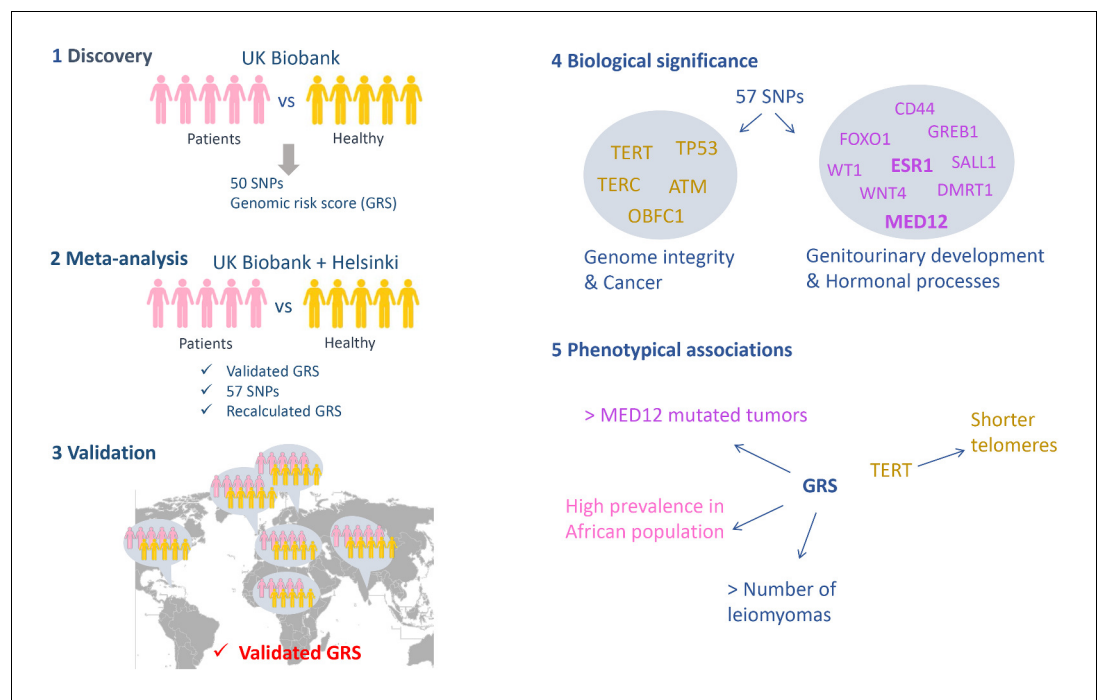 1 Discovery
UK Biobank
vs
Patients
Healthy
50 SNPs
Genomic risk score (GRS)
2 Meta-analysis
UK Biobank + Helsinki
vs
Patients
Healthy
✓ Validated GRS
✓ 57 SNPs
✓ Recalculated GRS
3 Validation
✓ Validated GRS
4 Biological significance
57 SNPs
TERT
TP53
TERC
ATM
OBFC1
Genome integrity
& Cancer
CD44
FOXO1
GREB1
WT1
ESR1
SALL1
WNT4
DMRT1
MED12
Genitourinary development
& Hormonal processes
5 Phenotypical associations
> MED12 mutated tumors
Shorter
telomeres
TERT
GRS
High prevalence in
African population
> Number of
leiomyomas